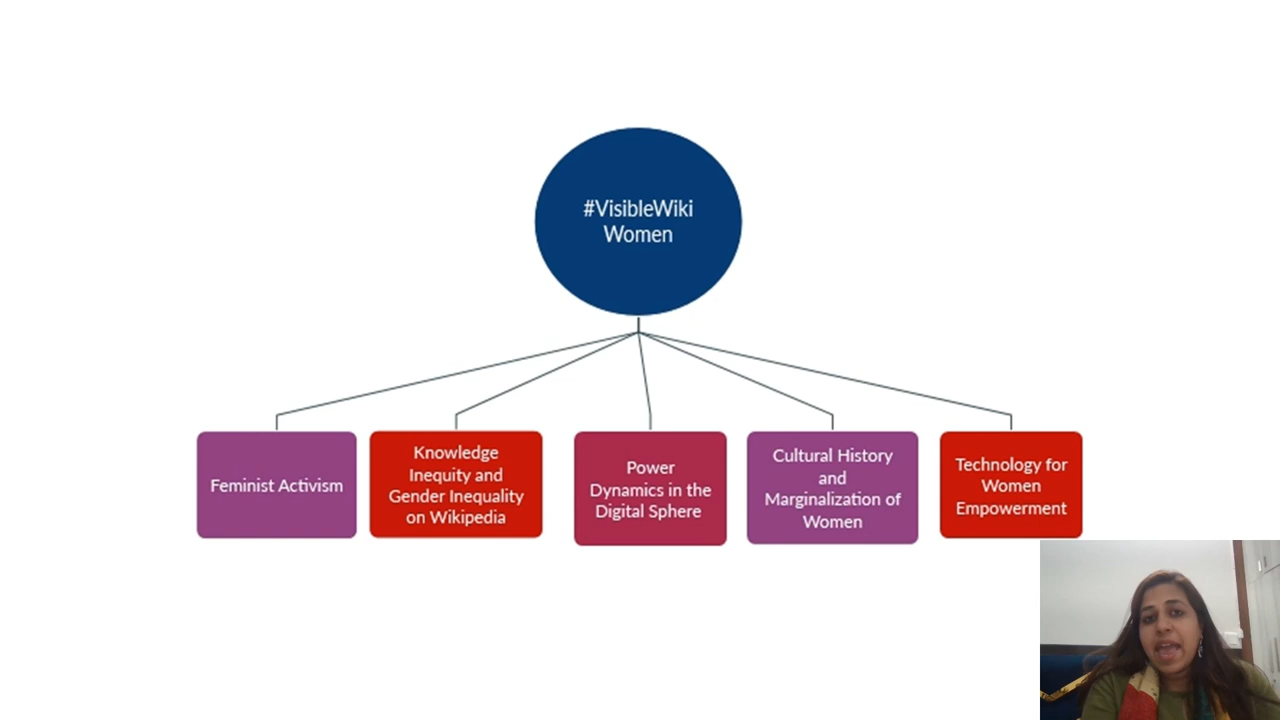 #VisibleWiki
Women
Feminist Activism
Knowledge
Inequity and
Gender Inequality
on Wikipedia
Power
Dynamics in the
Digital Sphere
Cultural History
and
Marginalization of
Women
Technology for
Women
Empowerment